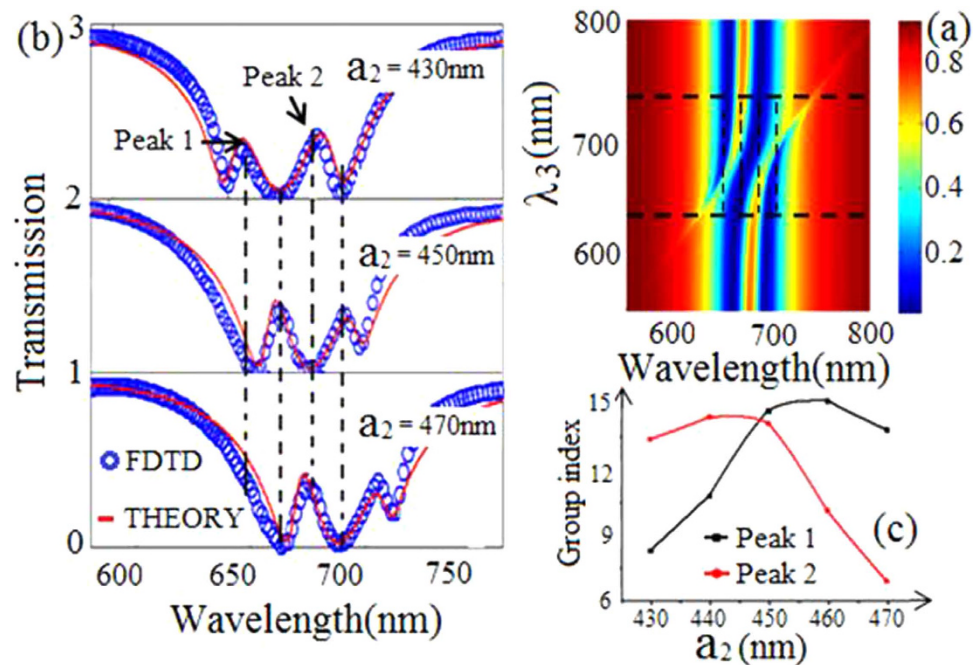 (b)
3
2
1
0
Transmission
a2 = 430nm
Peak 2
Peak 1
a2 = 450nm
a2 = 470nm
FDTD
THEORY
600 650 700 750
Wavelength(nm)
(a)
800
700
600
λ3(nm)
600 700 800
Wavelength(nm)
0.8
0.6
0.4
0.2
15
12
9
6
Group index
(c)
Peak 1
Peak 2
430 440 450 460 470
a2 (nm)